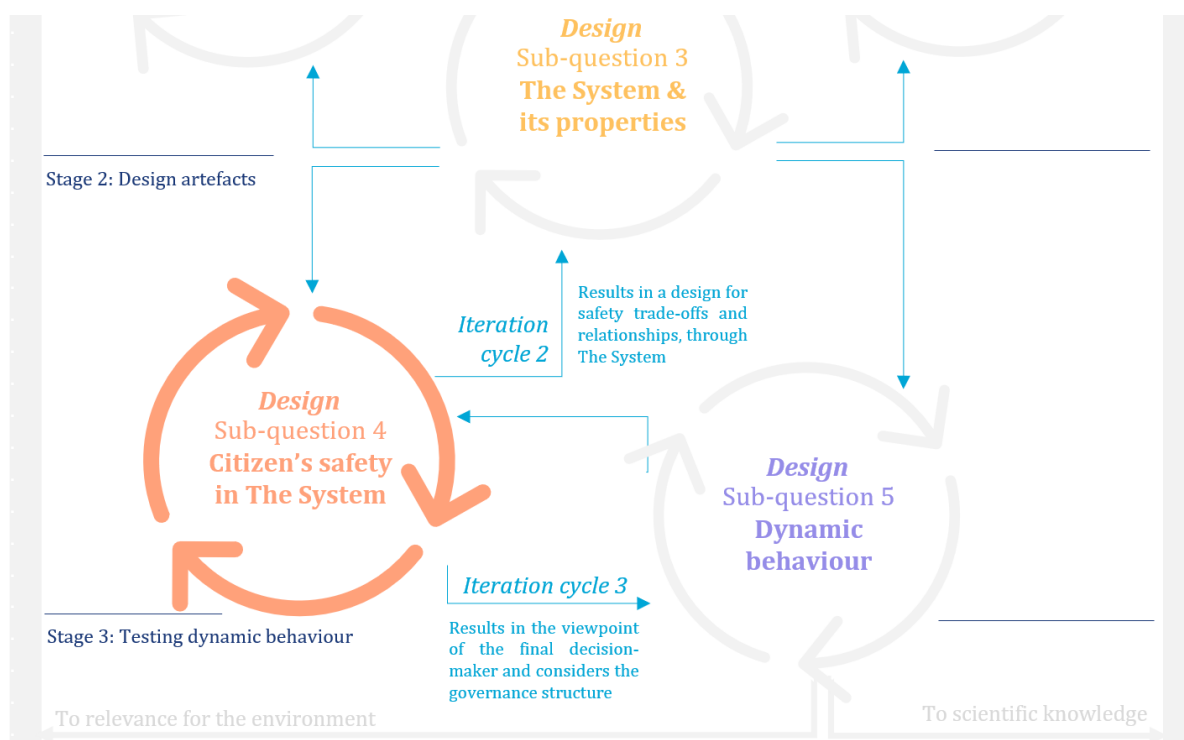 Design
Sub-question 3
The System &
its properties
Stage 2: Design artefacts
Iteration
cycle 2
Results in a design for
safety trade-offs and
relationships, through
The System
Design
Sub-question 4
Citizen's safety
in The System
Design
Sub-question 5
Dynamic
behaviour
Iteration cycle 3
Stage 3: Testing dynamic behaviour
Results in the viewpoint
of the final decision-
maker and considers the
governance structure
To relevance for the environment
To scientific knowledge